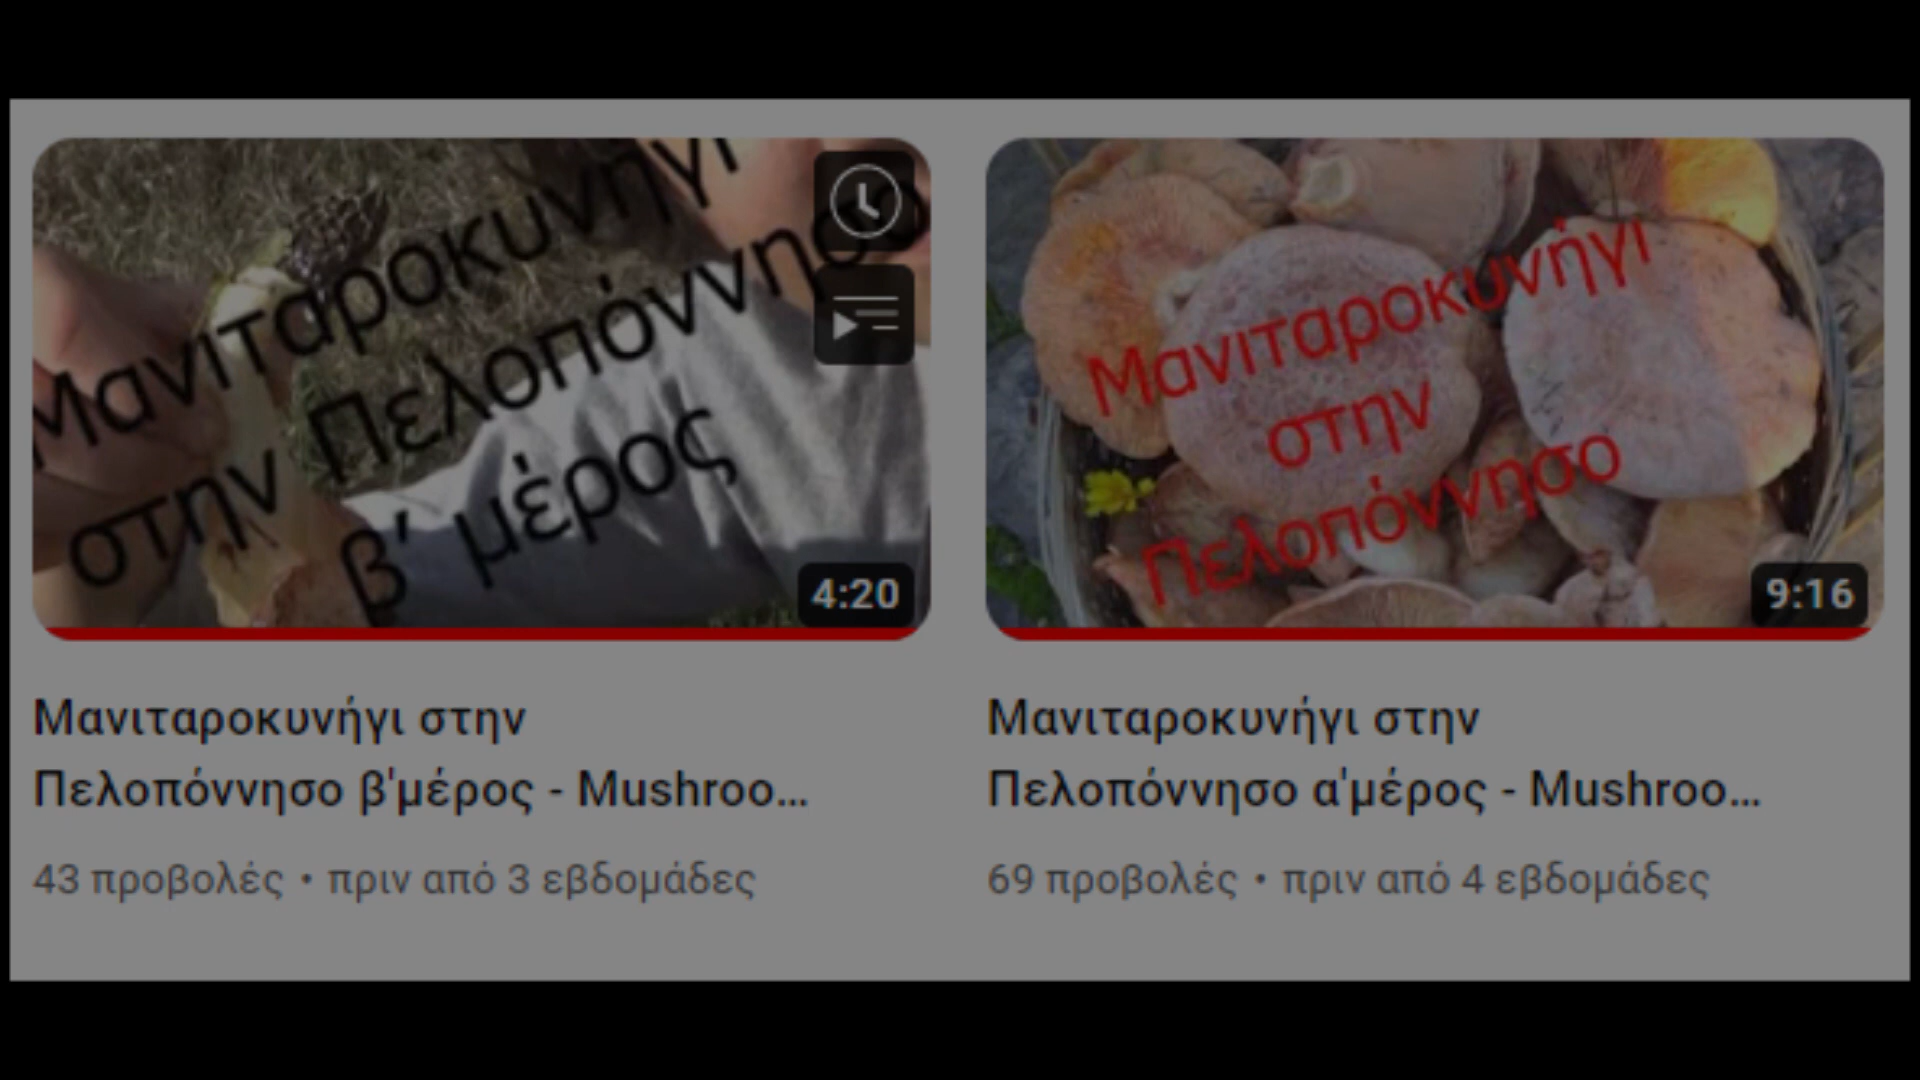 Μανιταροκυνήγι
στην Πελοπόννησο
β' μέρος
4:20
Μανιταροκυνήγι στην
Πελοπόννησο β'μέρος - Mushroo...
43 προβολές • πριν από 3 εβδομάδες
Μανιταροκυνήγι
στην
Πελοπόννησο
9:16
Μανιταροκυνήγι στην
Πελοπόννησο α'μέρος - Mushroo...
69 προβολές • πριν από 4 εβδομάδες